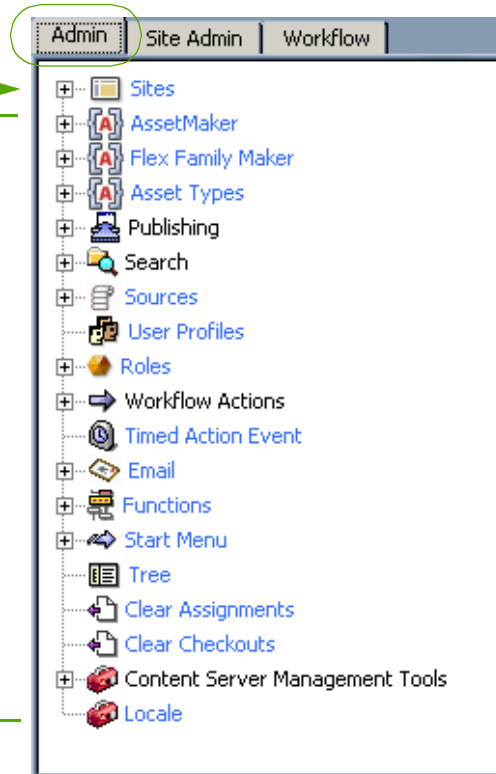 Admin Site Admin Workflow
Sites
AssetMaker
Flex Family Maker
Asset Types
Publishing
Search
Sources
User Profiles
Roles
Workflow Actions
Timed Action Event
Email
Functions
Start Menu
Tree
Clear Assignments
Clear Checkouts
Content Server Management Tools
Locale